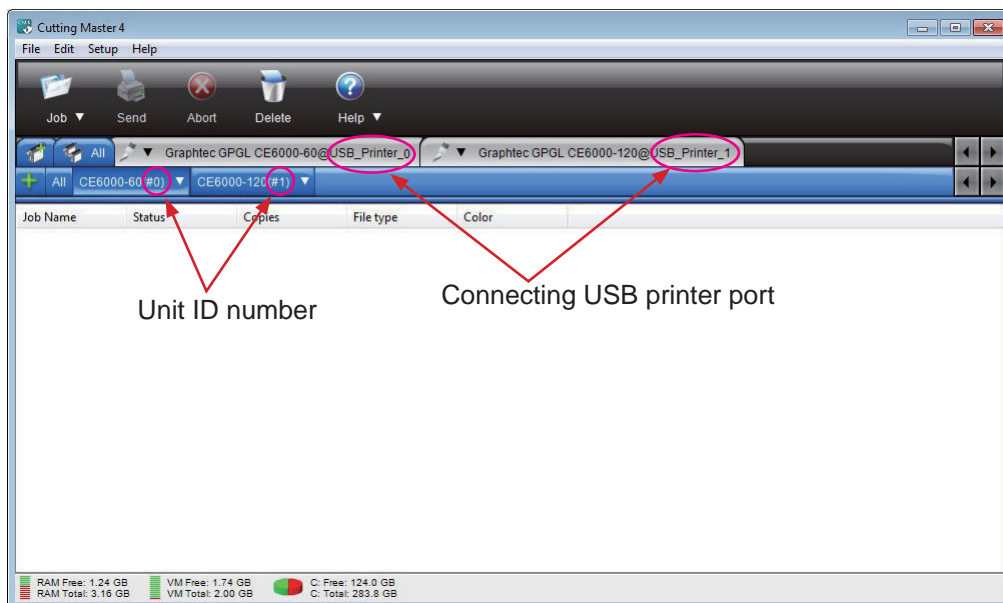 Cutting Master 4
File Edit Setup Help
Job ▼ Send Abort Delete Help ▼
All ▼ Graphtec GPGL CE6000-60@USB_Printer_0 ▼ Graphtec GPGL CE6000-120@USB_Printer_1
All CE6000-60(#0) ▼ CE6000-120(#1) ▼
Job Name Status Copies File type Color
Unit ID number
Connecting USB printer port
RAM Free: 1.24 GB VM Free: 1.74 GB C: Free: 124.0 GB
RAM Total: 3.16 GB VM Total: 2.00 GB C: Total: 283.8 GB